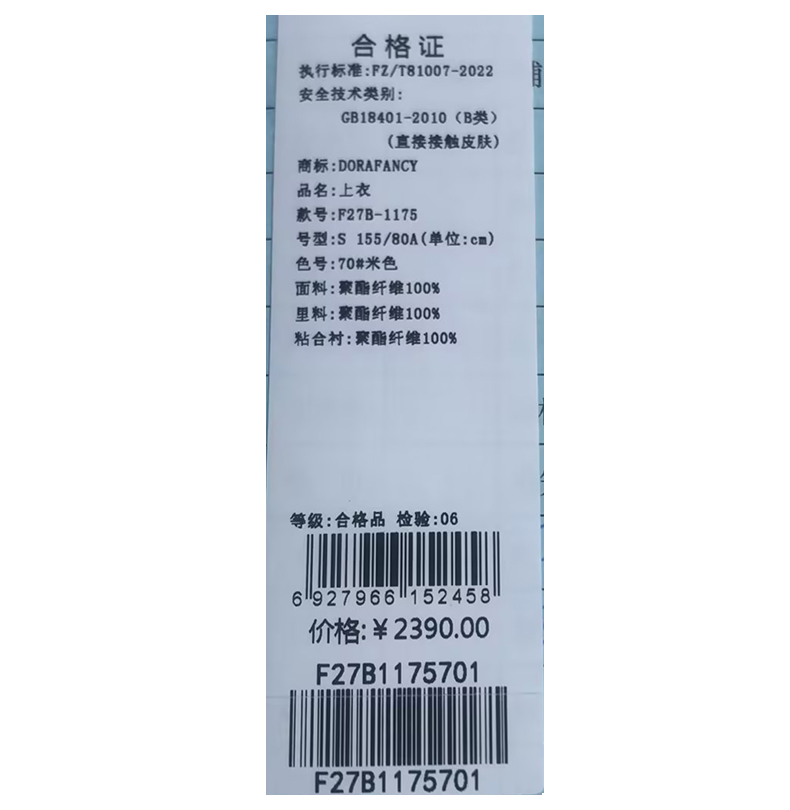 合格证
执行标准:FZ/T81007-2022
安全技术类别:
GB18401-2010（B类）
(直接接触皮肤)
商标:DORAFANCY
品名:上衣
款号:F27B-1175
号型:S 155/80A(单位:cm)
色号:70#米色
面料:聚酯纤维100%
里料:聚酯纤维100%
粘合衬:聚酯纤维100%
等级:合格品 检验:06
6 927966 152458
价格:￥2390.00
F27B1175701
F27B1175701